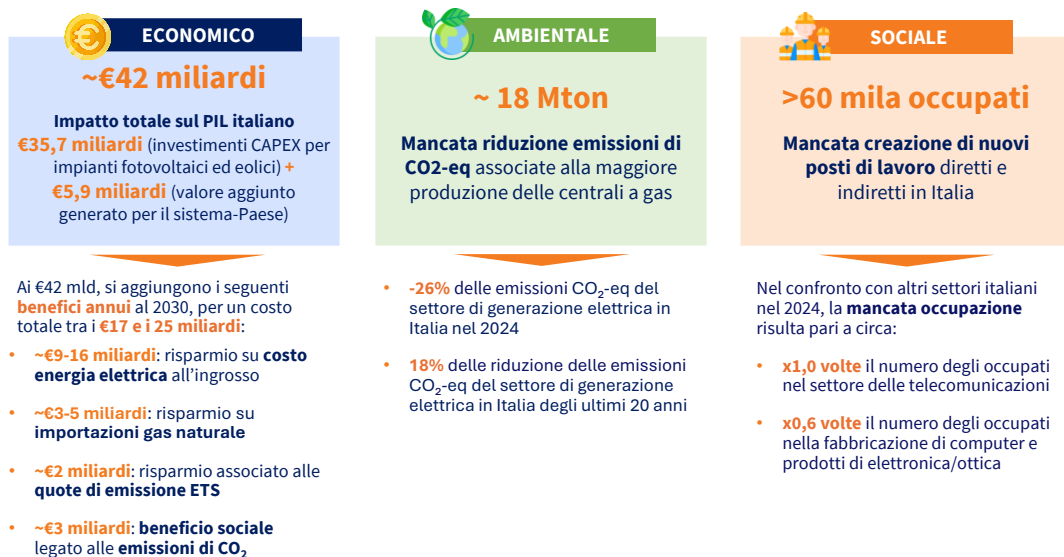 ECONOMICO
~€42 miliardi
Impatto totale sul PIL italiano
€35,7 miliardi (investimenti CAPEX per
impianti fotovoltaici ed eolici) +
€5,9 miliardi (valore aggiunto
generato per il sistema-Paese)
Ai €42 mld, si aggiungono i seguenti
benefici annui al 2030, per un costo
totale tra i €17 e i 25 miliardi:
• ~€9-16 miliardi: risparmio su costo
energia elettrica all'ingrosso
• ~€3-5 miliardi: risparmio su
importazioni gas naturale
• ~€2 miliardi: risparmio associato alle
quote di emissione ETS
• ~€3 miliardi: beneficio sociale
legato alle emissioni di CO₂
AMBIENTALE
~ 18 Mton
Mancata riduzione emissioni di
CO2-eq associate alla maggiore
produzione delle centrali a gas
• -26% delle emissioni CO₂-eq del
settore di generazione elettrica in
Italia nel 2024
• 18% delle riduzione delle emissioni
CO₂-eq del settore di generazione
elettrica in Italia degli ultimi 20 anni
SOCIALE
>60 mila occupati
Mancata creazione di nuovi
posti di lavoro diretti e
indiretti in Italia
Nel confronto con altri settori italiani
nel 2024, la mancata occupazione
risulta pari a circa:
• x1,0 volte il numero degli occupati
nel settore delle telecomunicazioni
• x0,6 volte il numero degli occupati
nella fabbricazione di computer e
prodotti di elettronica/ottica